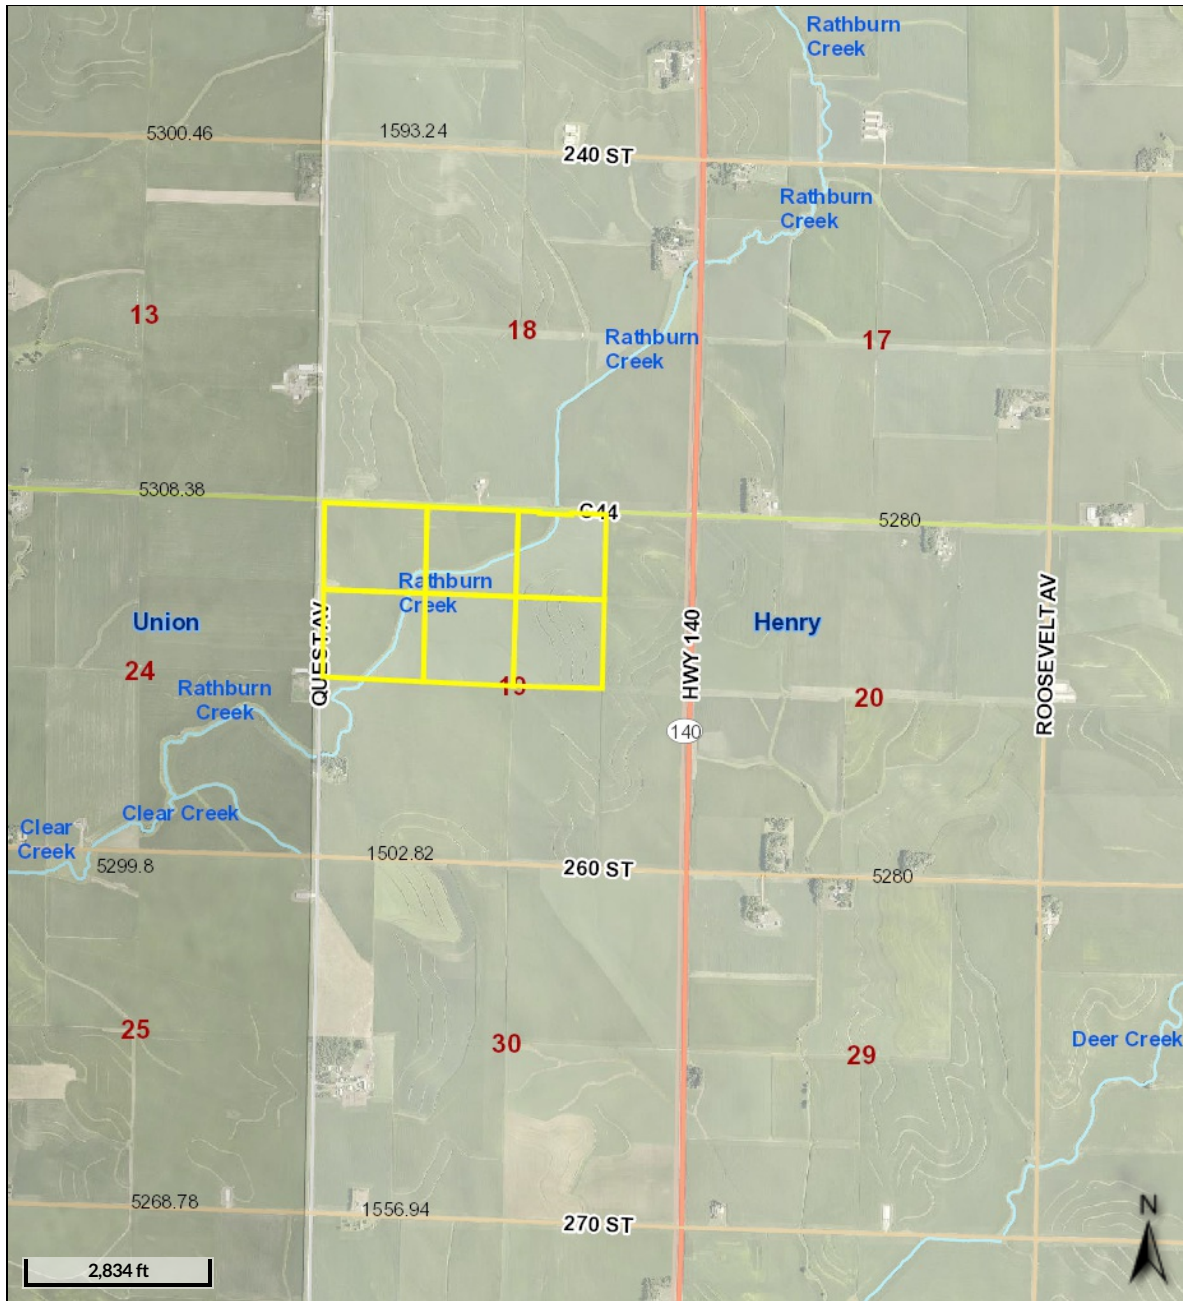 Rathburn
Creek
5300.46
1593.24
240 ST
Rathburn
Creek
13
18
Rathburn
Creek
17
5308.38
C44
5280
Rathburn
Creek
Union
QUEST AV
Henry
HWY 140
ROOSEVELT AV
24
19
20
Rathburn
Creek
140
Clear Creek
Clear
Creek
5299.8
1502.82
260 ST
5280
25
30
29
Deer Creek
5268.78
1556.94
270 ST
N
2,834 ft